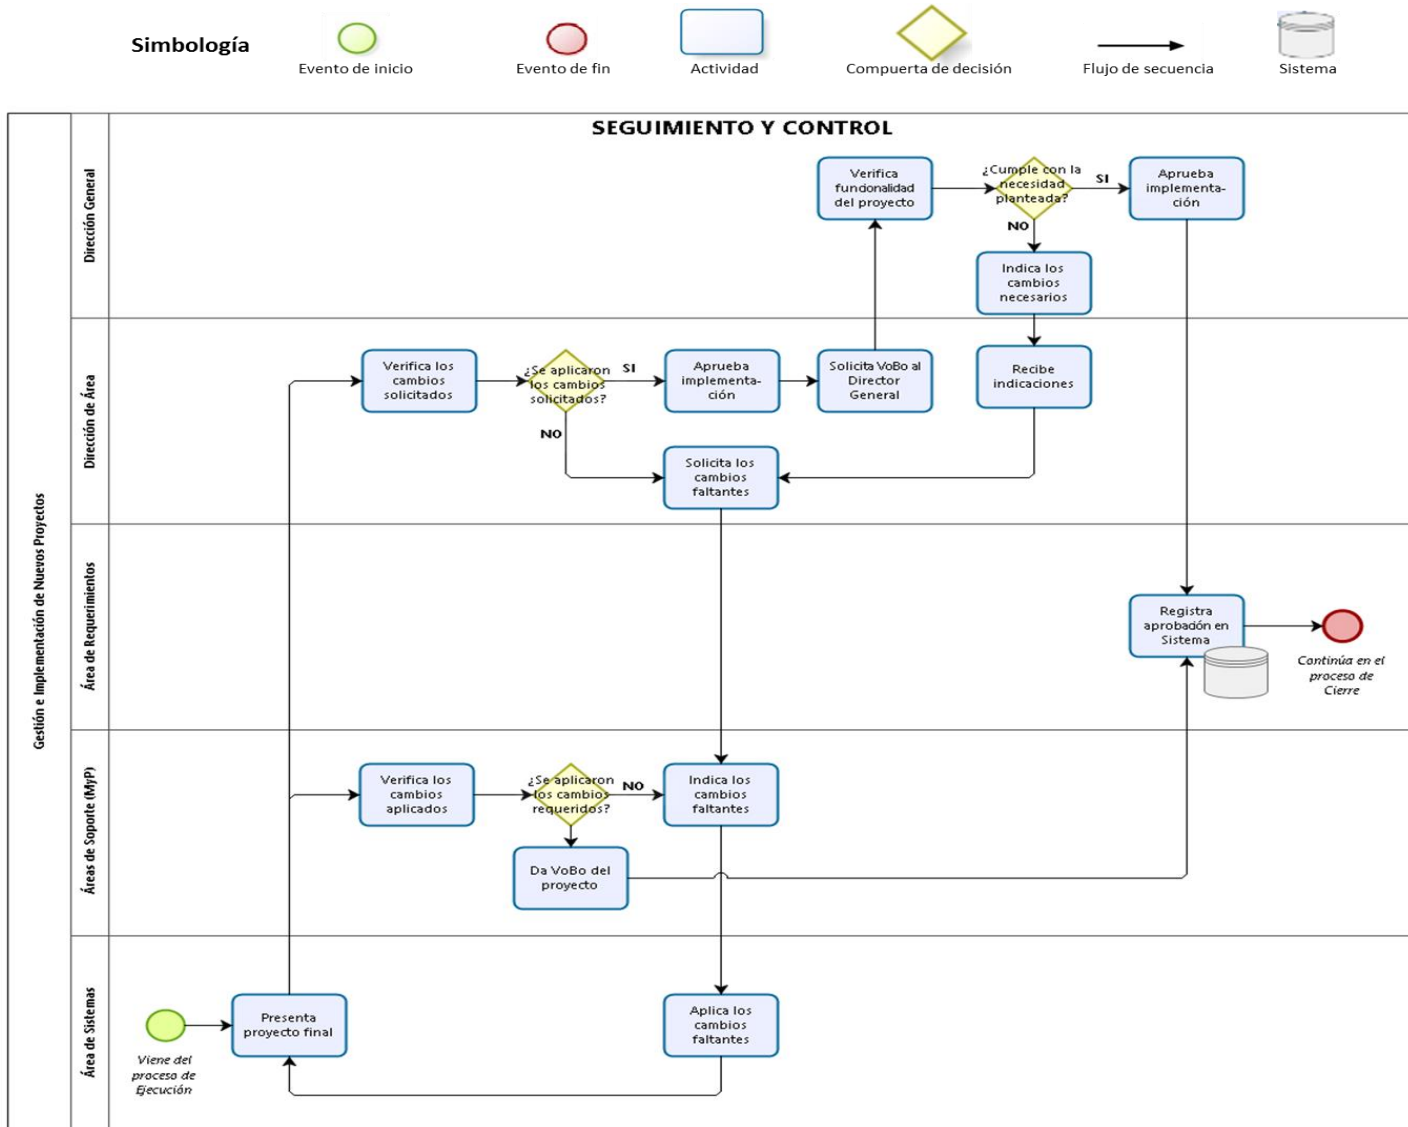 Simbología
Evento de inicio
Evento de fin
Actividad
Compuerta de decisión
Flujo de secuencia
Sistema
SEGUIMIENTO Y CONTROL
Gestión e Implementación de Nuevos Proyectos
Dirección General
Verifica
funcionalidad
del proyecto
¿Cumple con la
necesidad
planteada?
SI
NO
Aprueba
implementa-
ción
Indica los
cambios
necesarios
Dirección de Área
Verifica los
cambios
solicitados
¿Se aplicaron
los cambios
solicitados?
SI
NO
Aprueba
implementa-
ción
Solicita VoBo al
Director
General
Recibe
indicaciones
Solicita los
cambios
faltantes
Área de Requerimientos
Registra
aprobación en
Sistema
Continúa en el
proceso de
Cierre
Áreas de Soporte (MyP)
Verifica los
cambios
aplicados
¿Se aplicaron
los cambios
requeridos?
NO
Indica los
cambios
faltantes
Da VoBo del
proyecto
Área de Sistemas
Viene del
proceso de
Ejecución
Presenta
proyecto final
Aplica los
cambios
faltantes